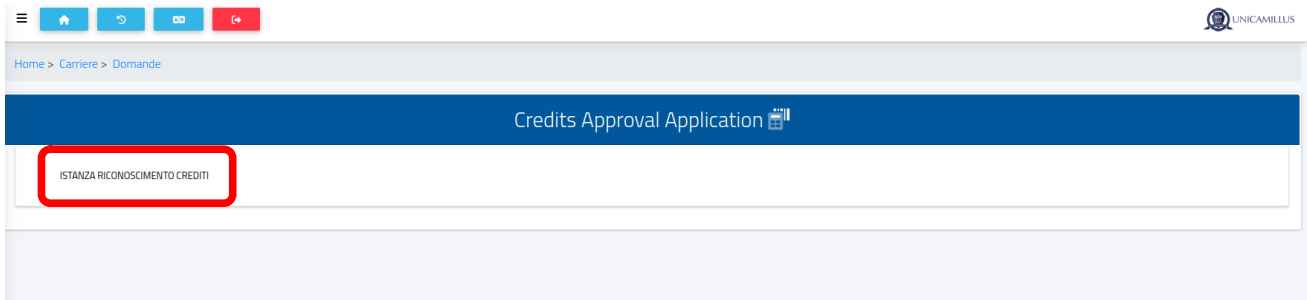 UNICAMILLUS
Home > Carriere > Domande
Credits Approval Application
ISTANZA RICONOSCIMENTO CREDITI